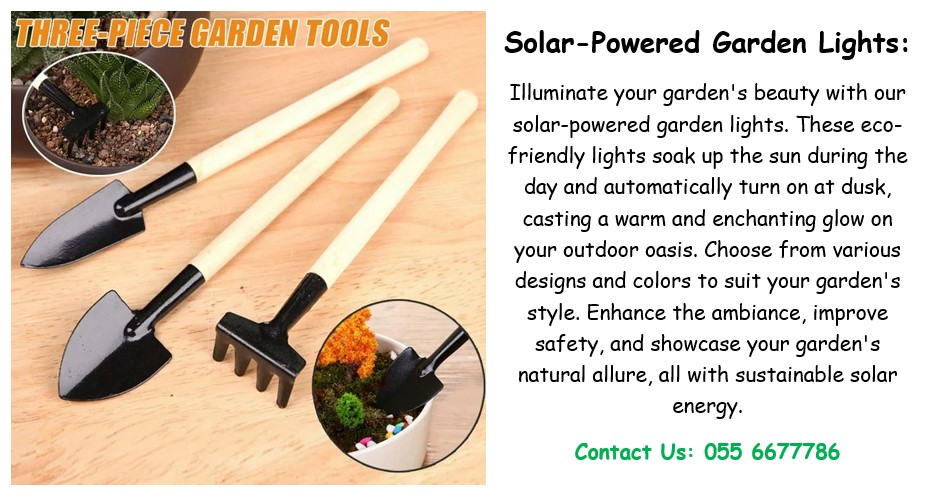 THREE-PIECE GARDEN TOOLS
Solar-Powered Garden Lights:
Illuminate your garden's beauty with our
solar-powered garden lights. These eco-
friendly lights soak up the sun during the
day and automatically turn on at dusk,
casting a warm and enchanting glow on
your outdoor oasis. Choose from various
designs and colors to suit your garden's
style. Enhance the ambiance, improve
safety, and showcase your garden's
natural allure, all with sustainable solar
energy.
Contact Us: 055 6677786